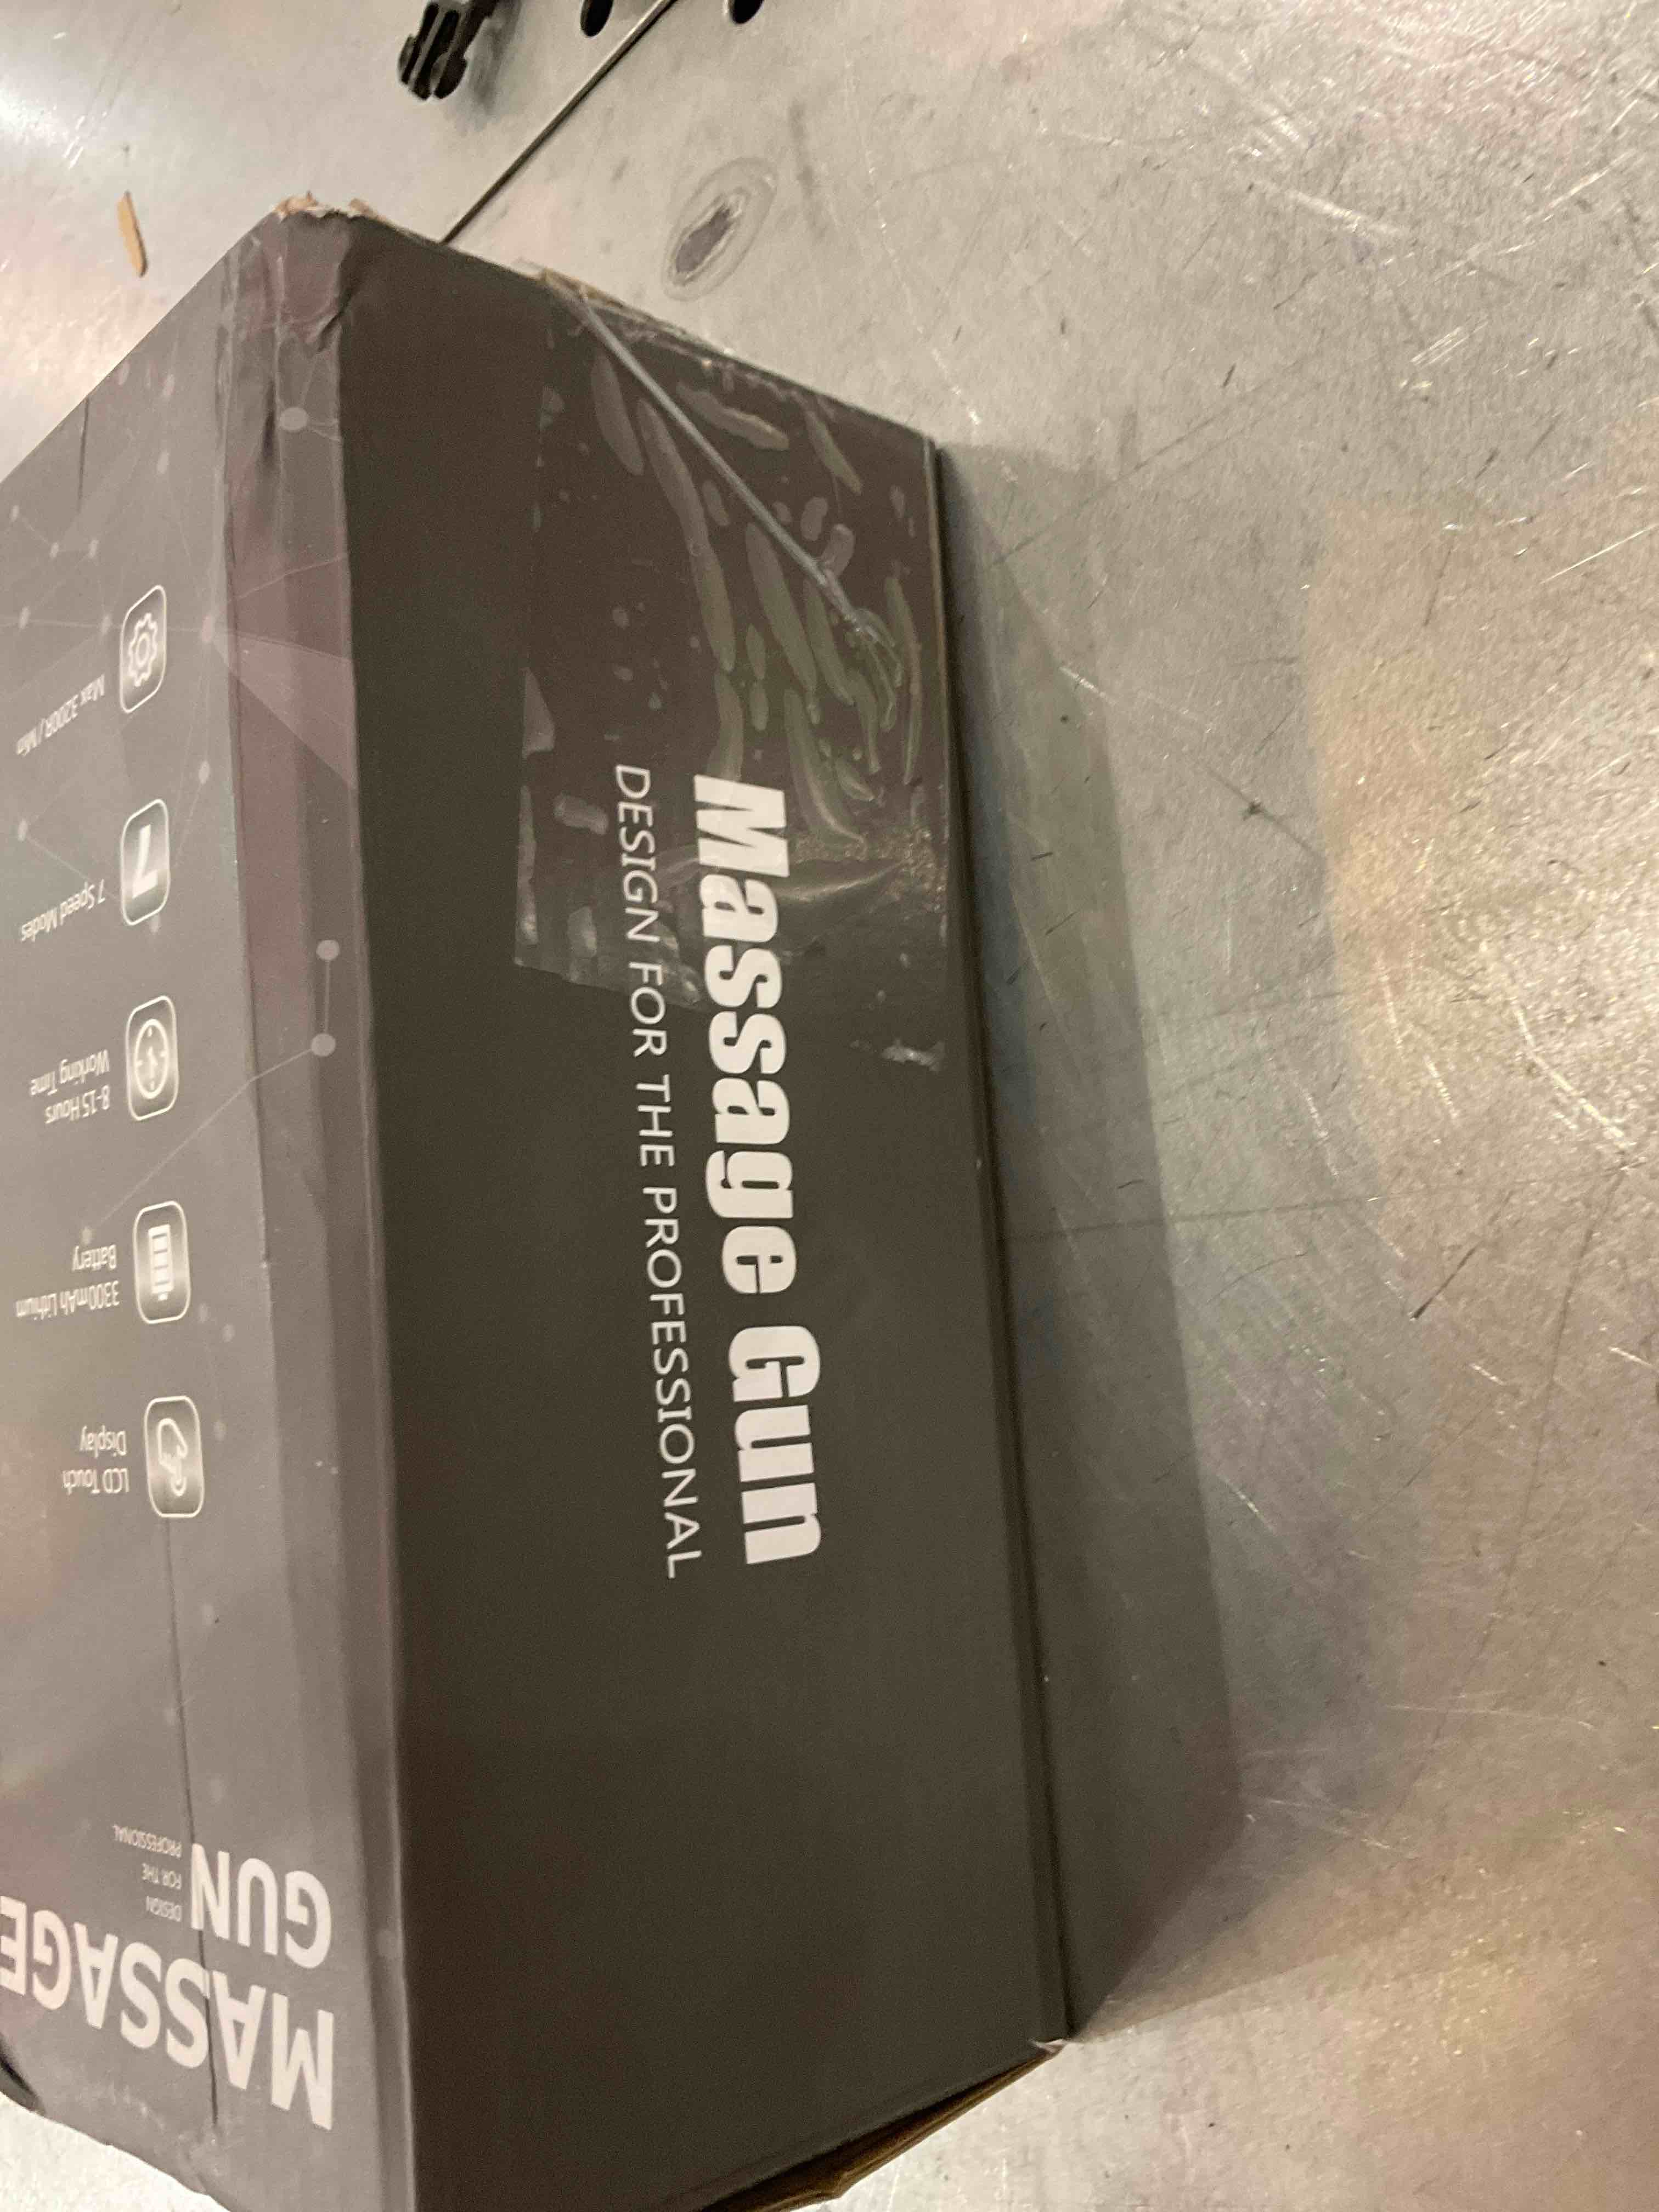 Massage Gun
DESIGN FOR THE PROFESSIONAL
MASSAGE
GUN
DESIGN
FOR THE
PROFESSIONAL
LCD Touch
Display
3300mAh Lithium
Battery
8-15 Hours
Working Time
7
7 Speed Modes
Max 3200R/Min